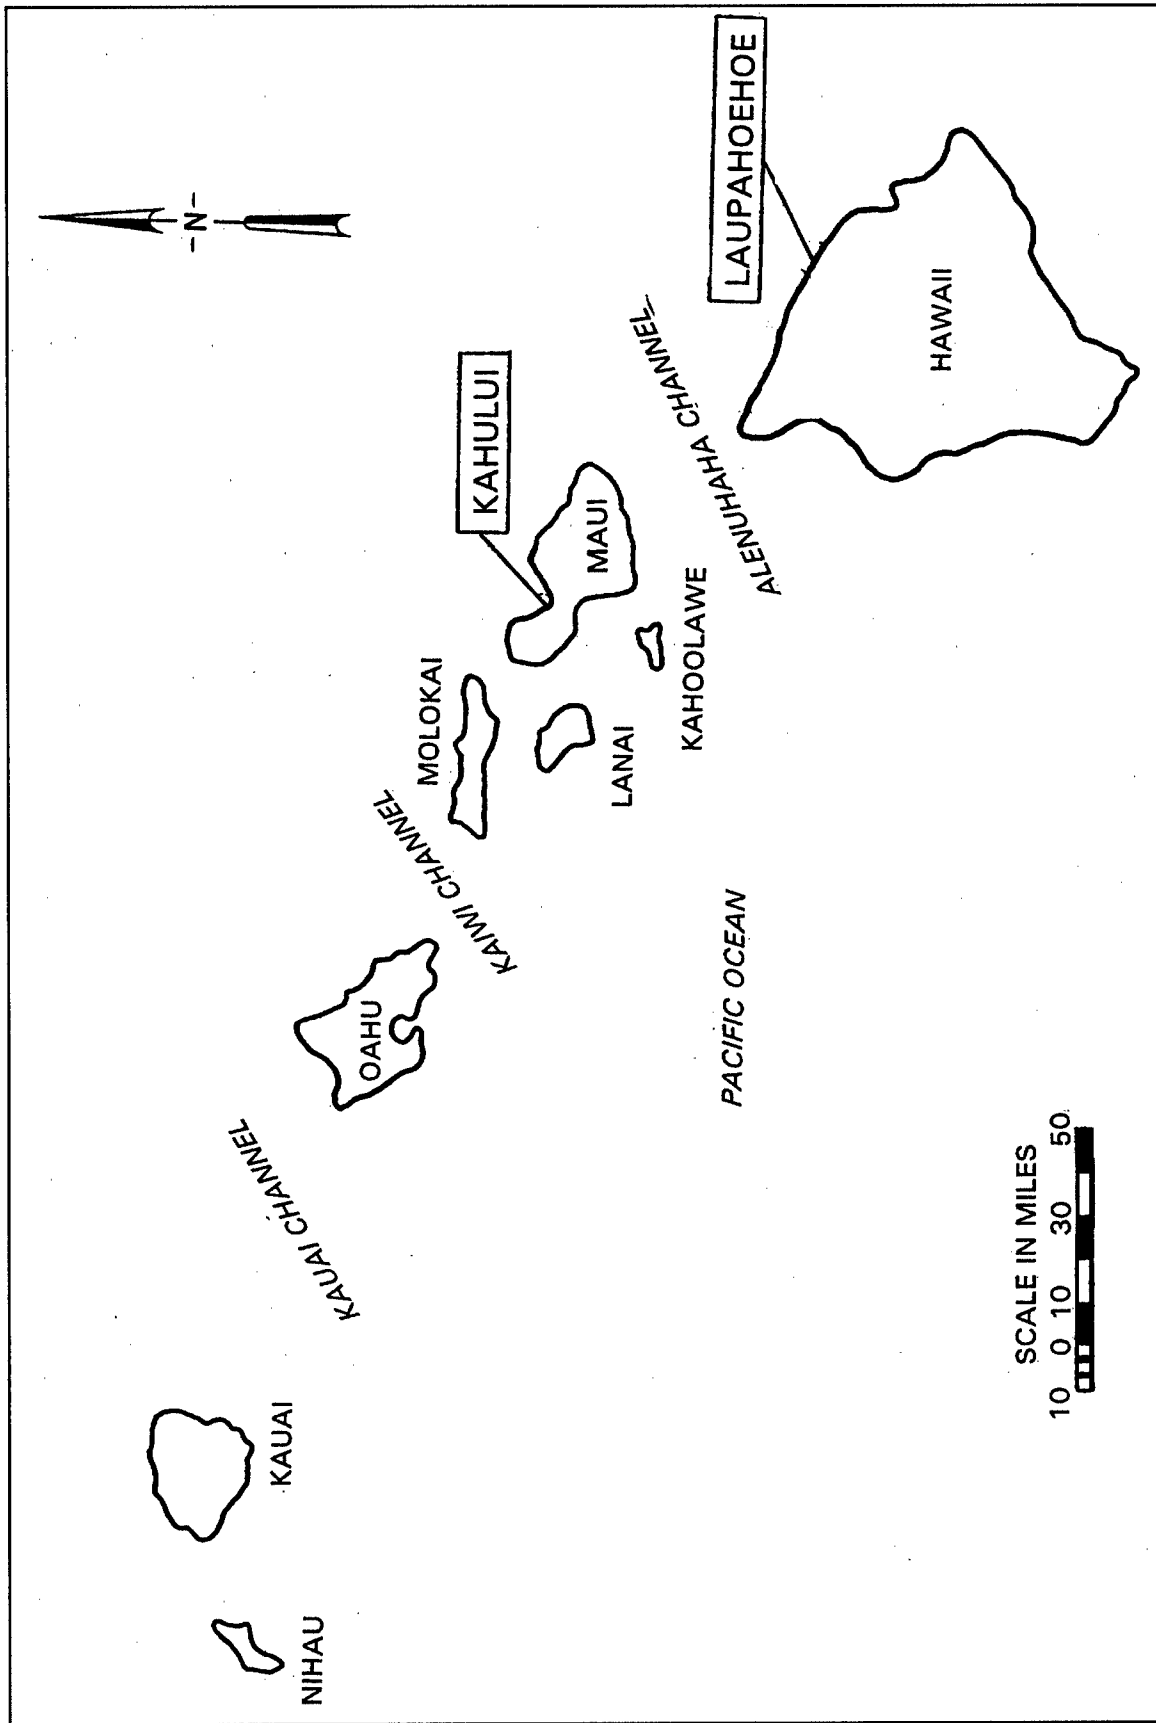 -N-
LAUPAHOEHOE
KAHULUI
KAUAI CHANNEL
KAUAI
NIHAU
OAHU
KAIWI CHANNEL
MOLOKAI
MAUI
LANAI
KAHOOLAWE
ALENUHAHA CHANNEL
HAWAII
PACIFIC OCEAN
SCALE IN MILES
10 0 10 30 50